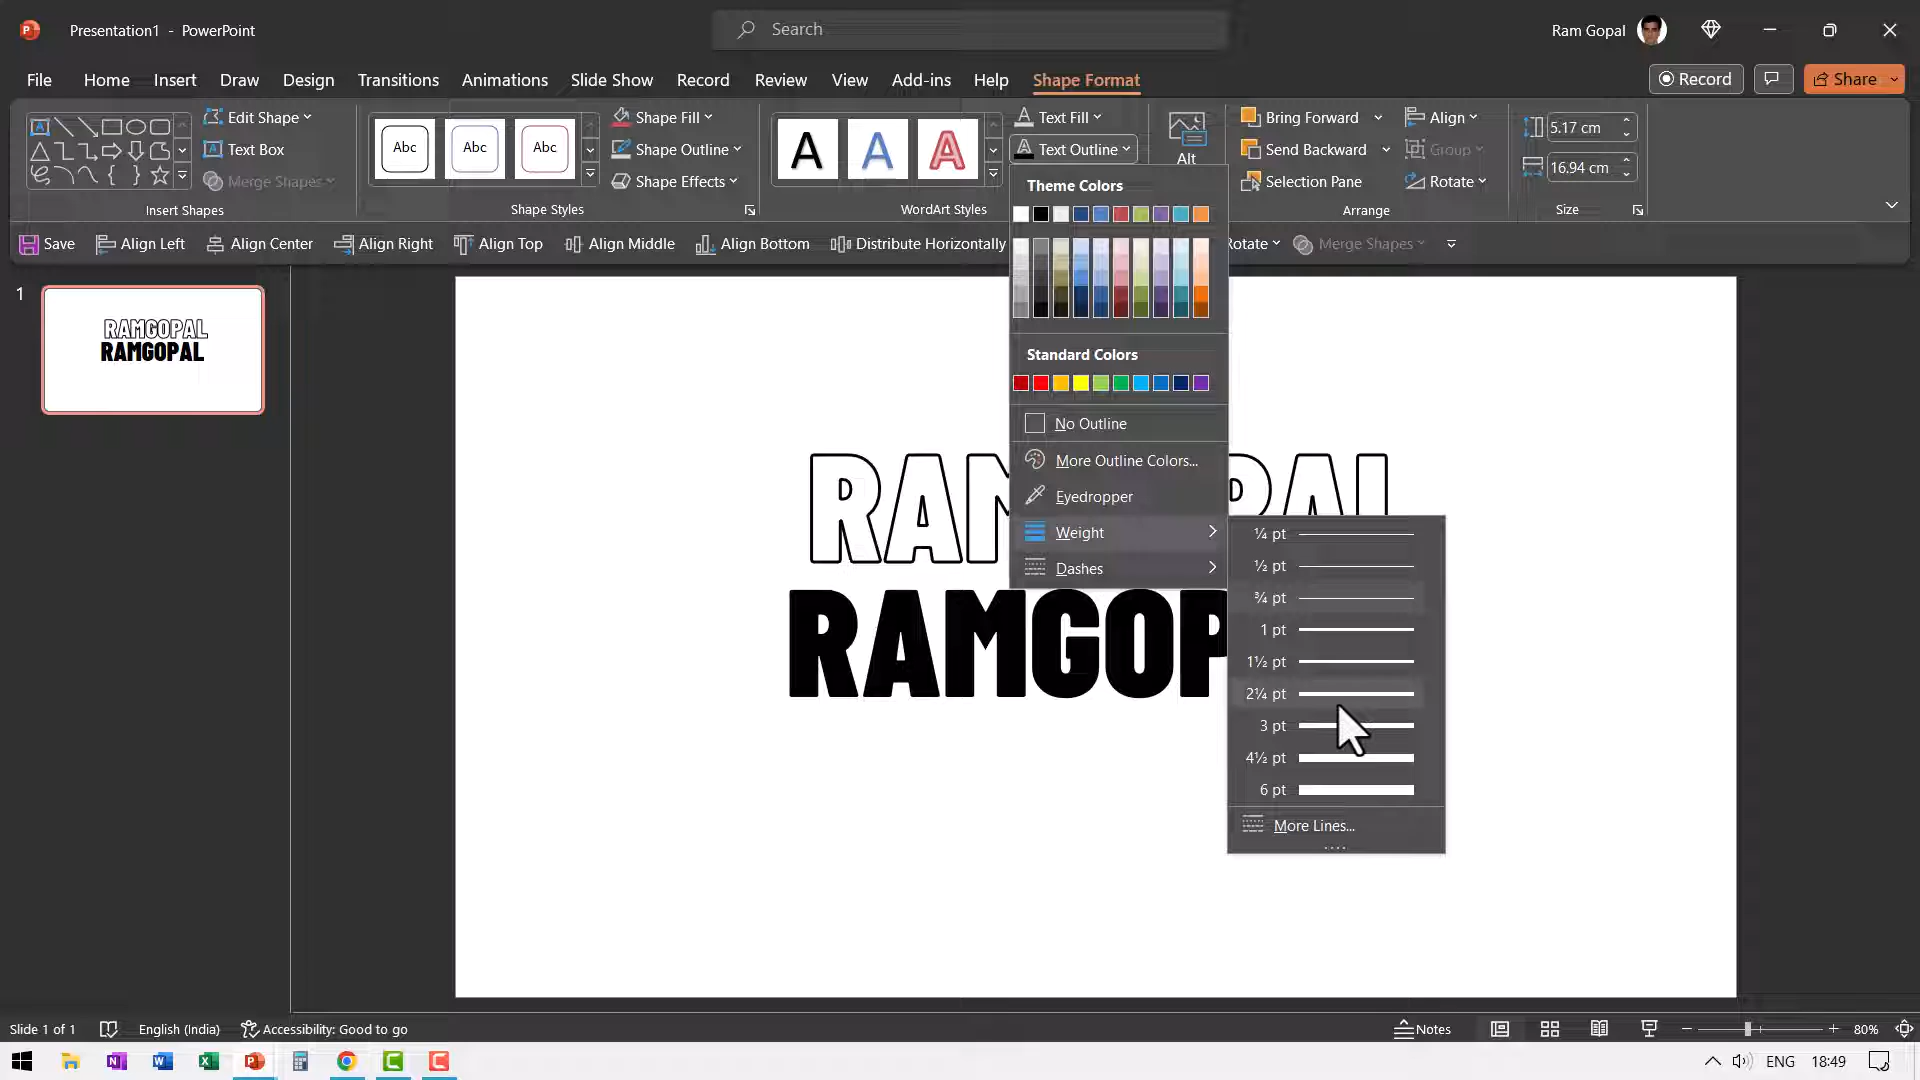 Presentation1 - PowerPoint
Search
Ram Gopal
File Home Insert Draw Design Transitions Animations Slide Show Record Review View Add-ins Help Shape Format
Record
Share
Edit Shape
Text Box
Merge Shapes
Insert Shapes
Abc Abc Abc
Shape Fill
Shape Outline
Shape Effects
Shape Styles
A A A
WordArt Styles
Text Fill
Text Outline
Alt
Bring Forward
Send Backward
Selection Pane
Align
Group
Rotate
Arrange
5.17 cm
16.94 cm
Size
Save Align Left Align Center Align Right Align Top Align Middle Align Bottom Distribute Horizontally Rotate Merge Shapes
1
RAMGOPAL
RAMGOPAL
Theme Colors
Standard Colors
No Outline
More Outline Colors...
Eyedropper
Weight
Dashes
¼ pt
½ pt
¾ pt
1 pt
1½ pt
2¼ pt
3 pt
4½ pt
6 pt
More Lines...
RAM PAL
RAMGOP
Slide 1 of 1 English (India) Accessibility: Good to go
Notes
80%
ENG 18:49